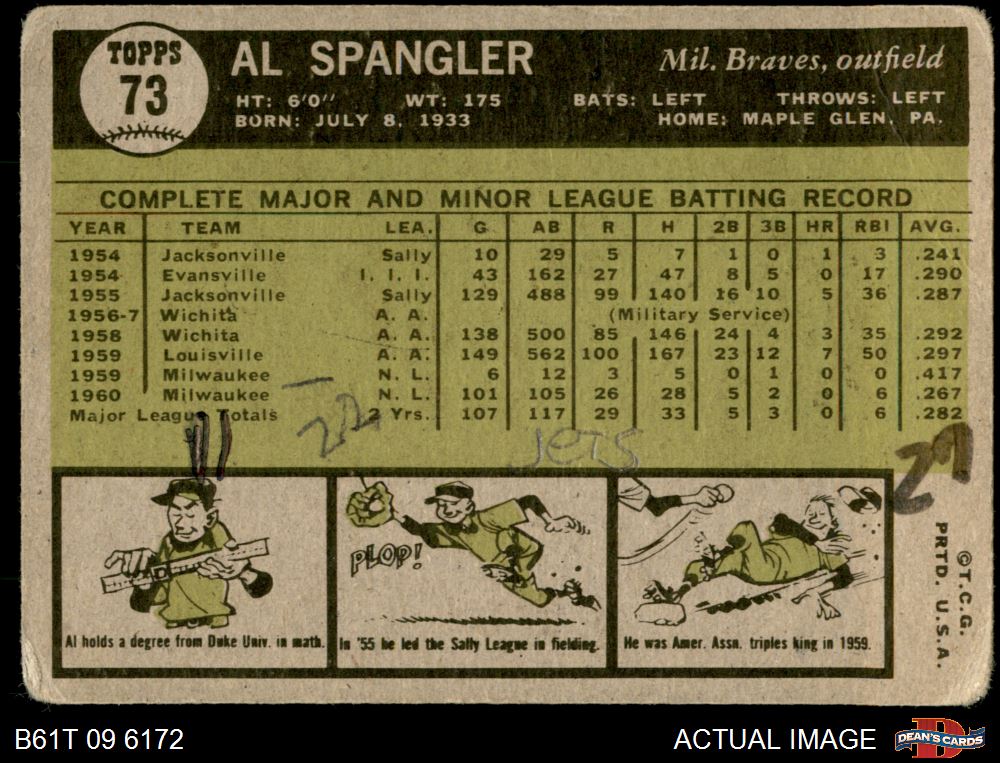 TOPPS
73
AL SPANGLER
Mil. Braves, outfield
HT: 6'0" WT: 175 BATS: LEFT THROWS: LEFT
BORN: JULY 8, 1933 HOME: MAPLE GLEN, PA.
COMPLETE MAJOR AND MINOR LEAGUE BATTING RECORD
YEAR TEAM LEA. G AB R H 2B 3B HR RBI AVG.
1954 Jacksonville Sally 10 29 5 7 1 0 1 3 .241
1954 Evansville I. I. I. 43 162 27 47 8 5 0 17 .290
1955 Jacksonville Sally 129 488 99 140 16 10 5 36 .287
1956-7 Wichita A. A. (Military Service)
1958 Wichita A. A. 138 500 85 146 24 4 3 35 .292
1959 Louisville A. A. 149 562 100 167 23 12 7 50 .297
1959 Milwaukee N. L. 6 12 3 5 0 1 0 0 .417
1960 Milwaukee N. L. 101 105 26 28 5 2 0 6 .267
Major League Totals 2 Yrs. 107 117 29 33 5 3 0 6 .282
22
JETS
27
PLOP!
Al holds a degree from Duke Univ. in math.
In '55 he led the Sally League in fielding.
He was Amer. Assn. triples king in 1959.
©T.C.G.
PRTD. U.S.A.
B61T 09 6172
ACTUAL IMAGE
DEAN'S CARDS